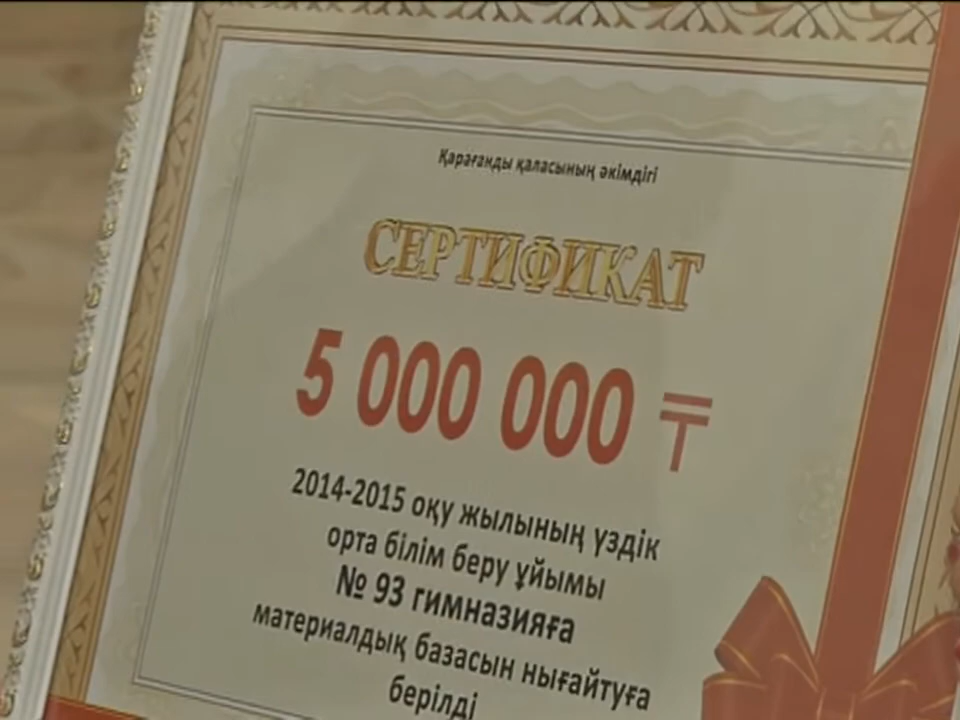 Қарағанды қаласының әкімдігі
СЕРТИФИКАТ
5 000 000 ₸
2014-2015 оқу жылының үздік
орта білім беру ұйымы
№ 93 гимназияға
материалдық базасын нығайтуға
берілді